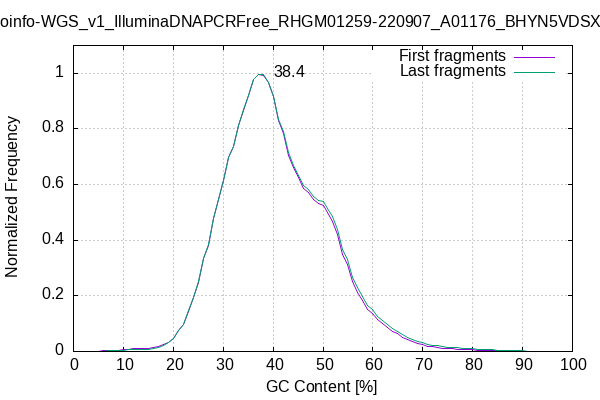 oinfo-WGS_v1_IlluminaDNAPCRFree_RHGM01259-220907_A01176_BHYN5VDSX
First fragments
Last fragments
38.4
Normalized Frequency
1
0.8
0.6
0.4
0.2
0
0 10 20 30 40 50 60 70 80 90 100
GC Content [%]